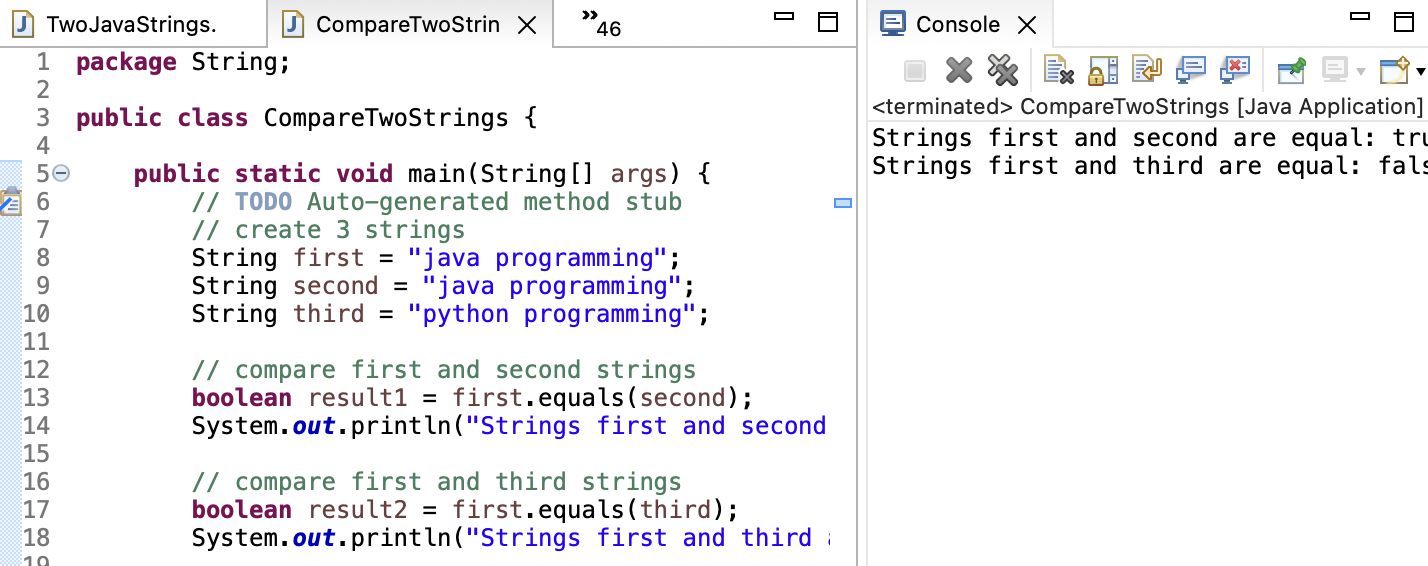 TwoJavaStrings.
CompareTwoStrin
»46
1 package String;
2
3 public class CompareTwoStrings {
4
5 public static void main(String[] args) {
6 // TODO Auto-generated method stub
7 // create 3 strings
8 String first = "java programming";
9 String second = "java programming";
10 String third = "python programming";
11
12 // compare first and second strings
13 boolean result1 = first.equals(second);
14 System.out.println("Strings first and second
15
16 // compare first and third strings
17 boolean result2 = first.equals(third);
18 System.out.println("Strings first and third
19
Console
<terminated> CompareTwoStrings [Java Application]
Strings first and second are equal: tru
Strings first and third are equal: fals